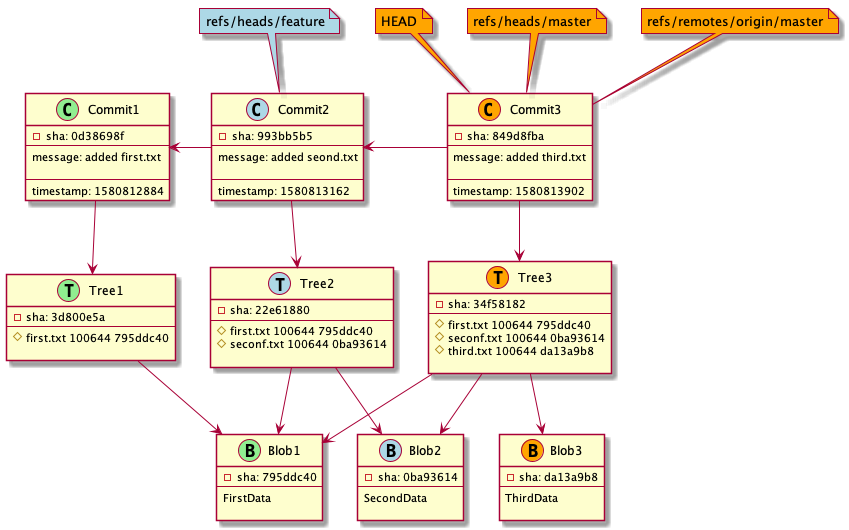 refs/heads/feature
HEAD
refs/heads/master
refs/remotes/origin/master
C Commit1
sha: 0d38698f
message: added first.txt
timestamp: 1580812884
C Commit2
sha: 993bb5b5
message: added seond.txt
timestamp: 1580813162
C Commit3
sha: 849d8fba
message: added third.txt
timestamp: 1580813902
T Tree1
sha: 3d800e5a
first.txt 100644 795ddc40
T Tree2
sha: 22e61880
first.txt 100644 795ddc40
seconf.txt 100644 0ba93614
T Tree3
sha: 34f58182
first.txt 100644 795ddc40
seconf.txt 100644 0ba93614
third.txt 100644 da13a9b8
B Blob1
sha: 795ddc40
FirstData
B Blob2
sha: 0ba93614
SecondData
B Blob3
sha: da13a9b8
ThirdData